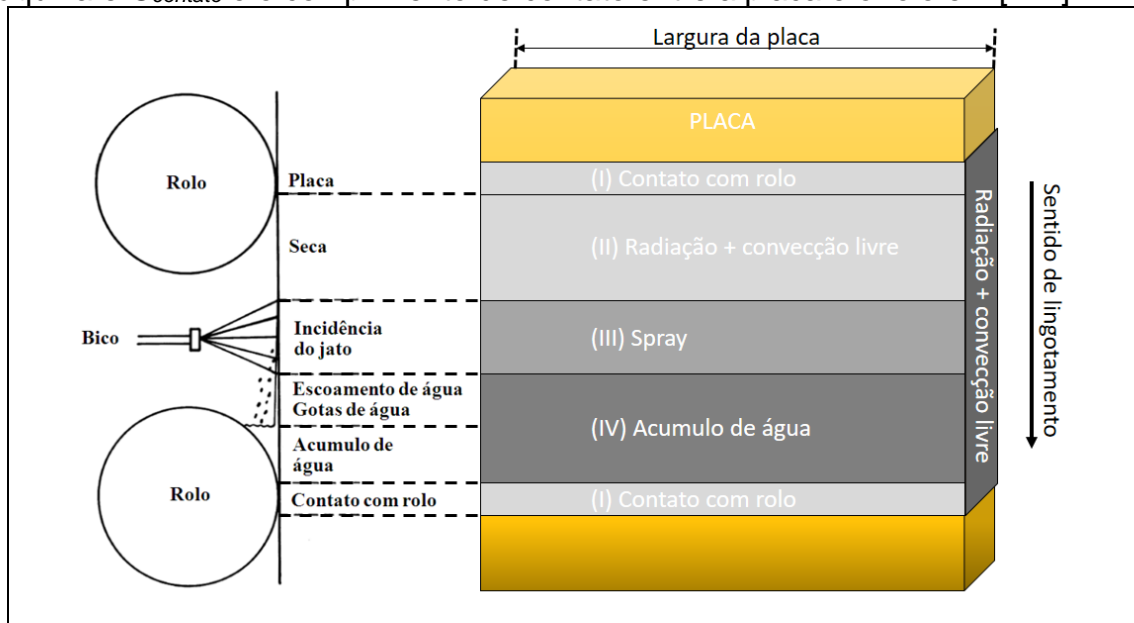 Largura da placa
PLACA
Rolo
Placa
(I) Contato com rolo
Seca
(II) Radiação + convecção livre
Bico
Incidência
do jato
(III) Spray
Escoamento de água
Gotas de água
(IV) Acumulo de água
Acumulo de
água
Rolo
Contato com rolo
(I) Contato com rolo
Radiação + convecção livre
Sentido de lingotamento